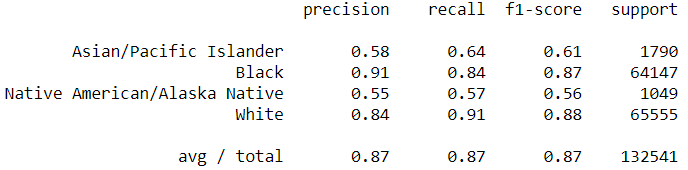 precision recall f1-score support
Asian/Pacific Islander 0.58 0.64 0.61 1790
Black 0.91 0.84 0.87 64147
Native American/Alaska Native 0.55 0.57 0.56 1049
White 0.84 0.91 0.88 65555
avg / total 0.87 0.87 0.87 132541